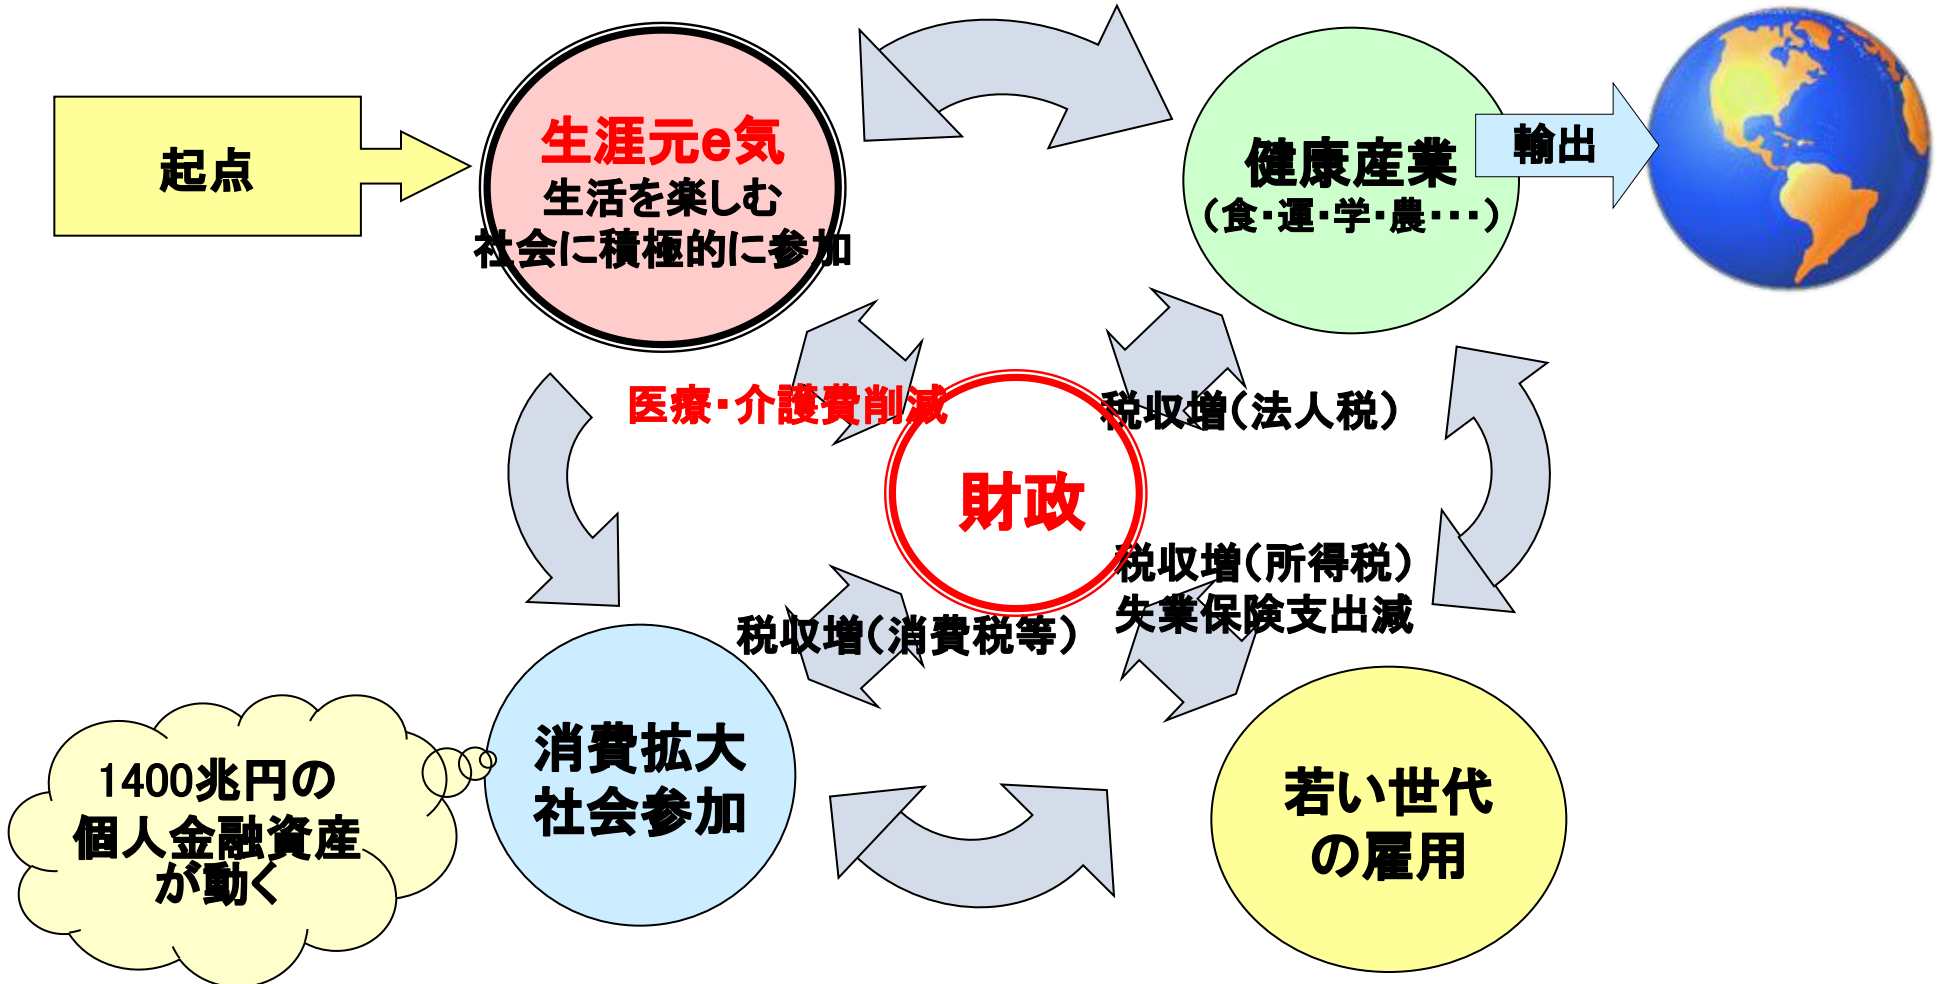 起点
生涯元e気
生活を楽しむ
社会に積極的に参加
健康産業
（食・運・学・農・・・）
輸出
医療・介護費削減
税収増（法人税）
財政
税収増（所得税）
失業保険支出減
税収増（消費税等）
消費拡大
社会参加
若い世代
の雇用
1400兆円の
個人金融資産
が動く